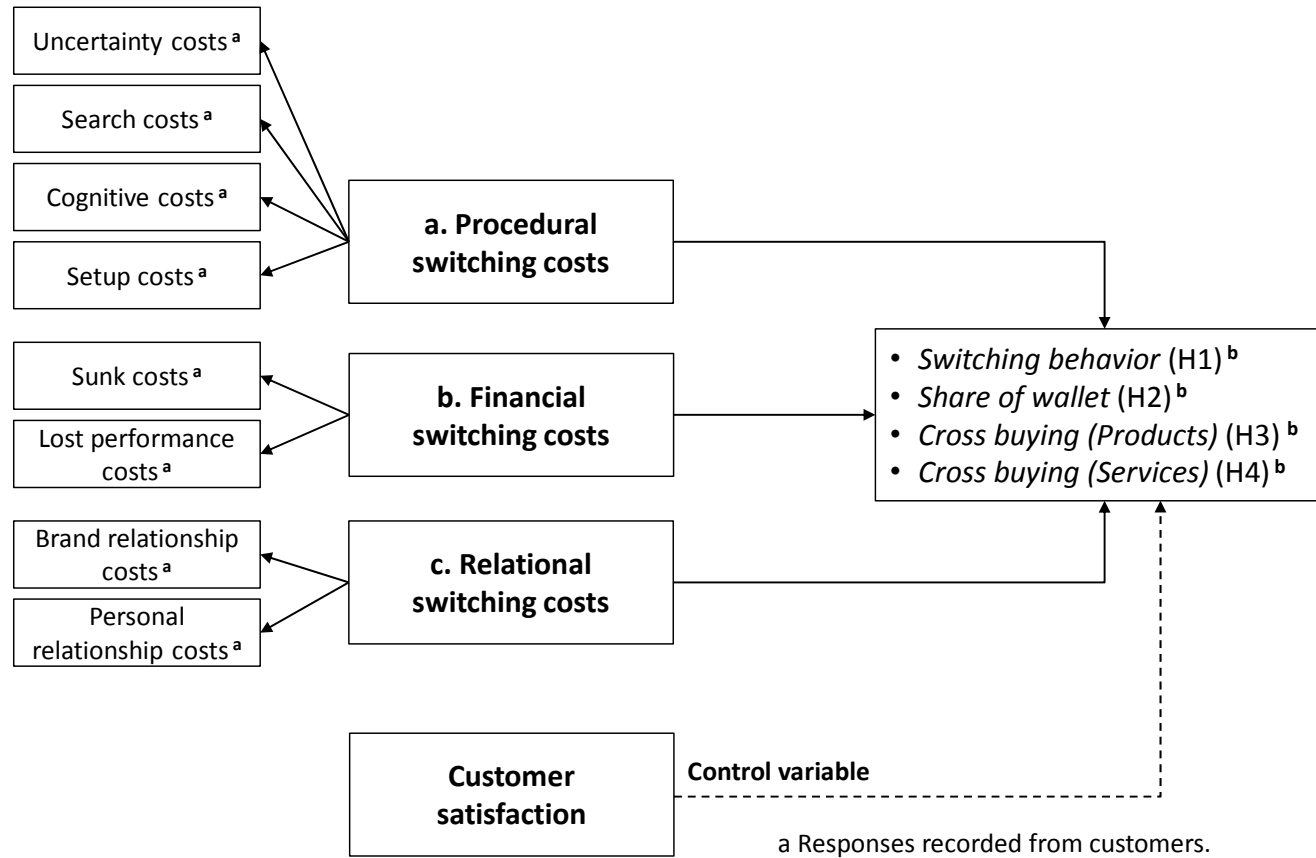 Uncertainty costs a
Search costs a
Cognitive costs a
Setup costs a
a. Procedural
switching costs
Sunk costs a
Lost performance
costs a
b. Financial
switching costs
• Switching behavior (H1) b
• Share of wallet (H2) b
• Cross buying (Products) (H3) b
• Cross buying (Services) (H4) b
Brand relationship
costs a
Personal
relationship costs a
c. Relational
switching costs
Customer
satisfaction
Control variable
a Responses recorded from customers.